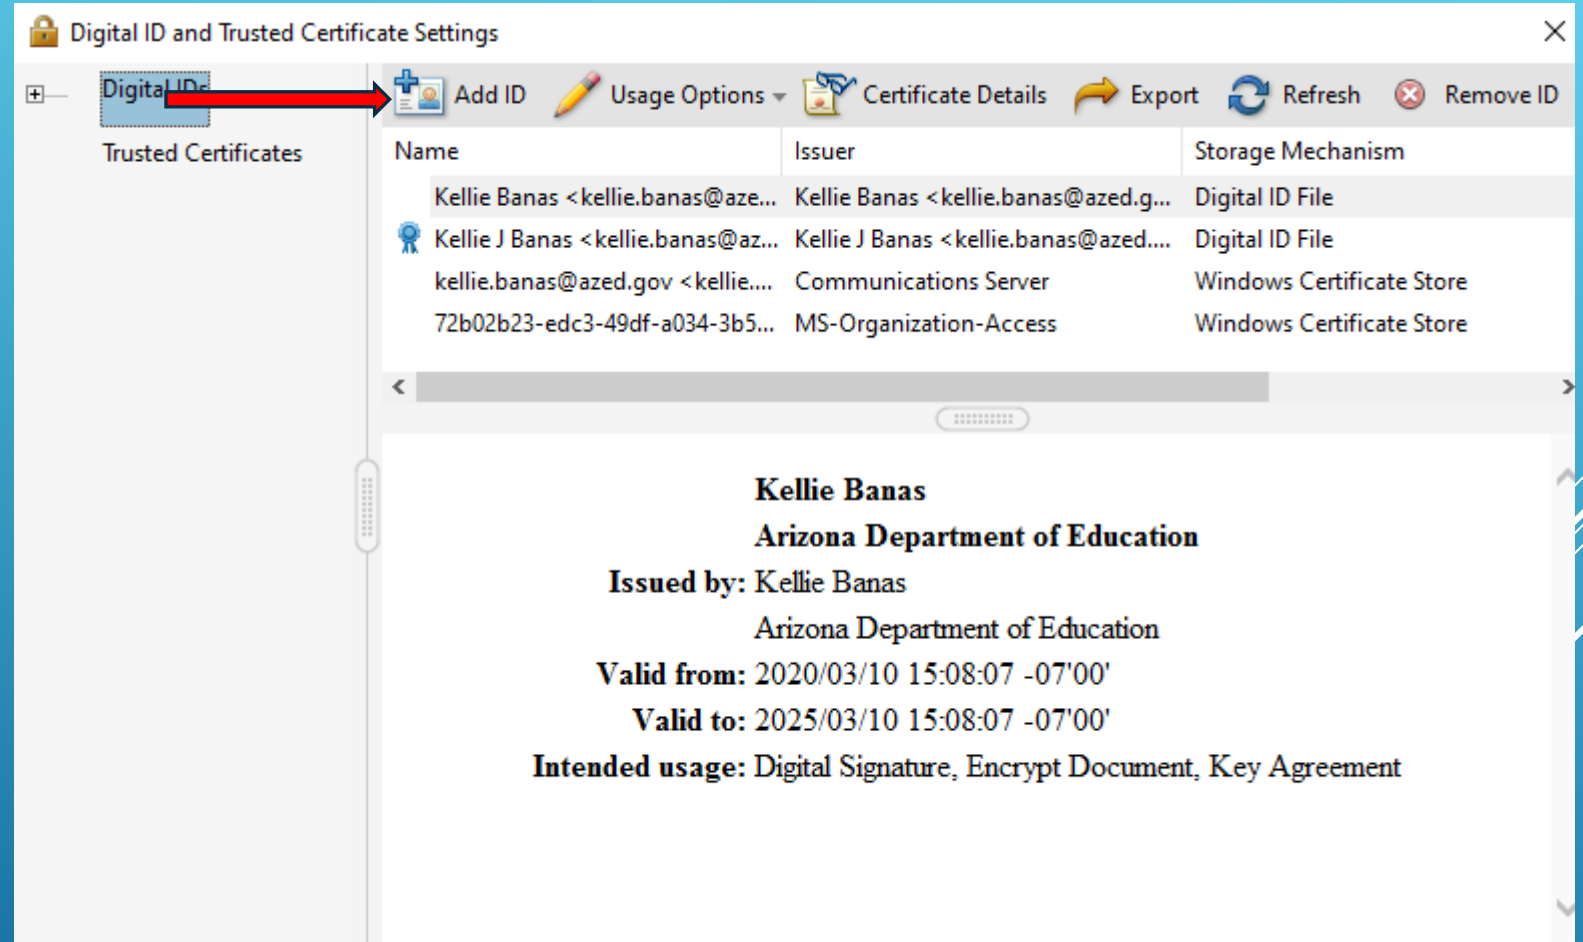 Digital ID and Trusted Certificate Settings
Digital IDs
Trusted Certificates
Add ID Usage Options Certificate Details Export Refresh Remove ID
Name Issuer Storage Mechanism
Kellie Banas <kellie.banas@aze... Kellie Banas <kellie.banas@azed.g... Digital ID File
Kellie J Banas <kellie.banas@az... Kellie J Banas <kellie.banas@azed.... Digital ID File
kellie.banas@azed.gov <kellie.... Communications Server Windows Certificate Store
72b02b23-edc3-49df-a034-3b5... MS-Organization-Access Windows Certificate Store
Kellie Banas
Arizona Department of Education
Issued by: Kellie Banas
Arizona Department of Education
Valid from: 2020/03/10 15:08:07 -07'00'
Valid to: 2025/03/10 15:08:07 -07'00'
Intended usage: Digital Signature, Encrypt Document, Key Agreement